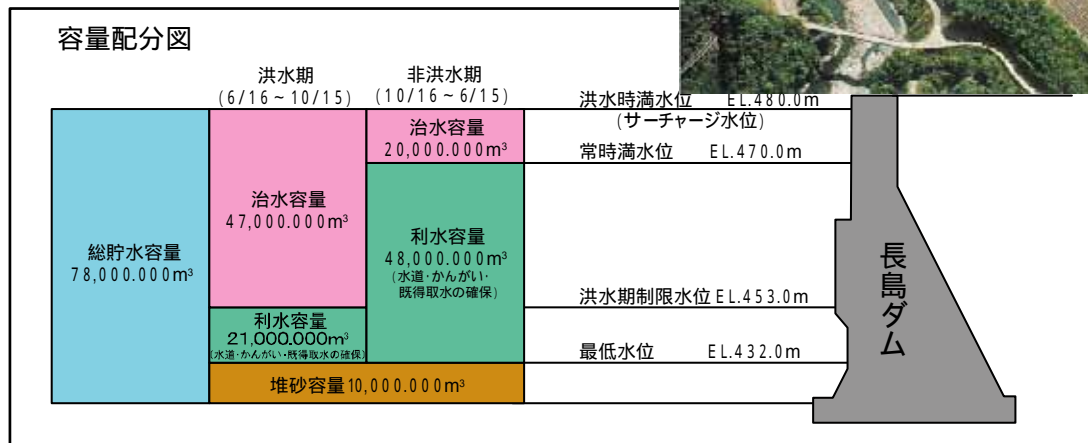 容量配分図
洪水期
(6/16～10/15)
非洪水期
(10/16～6/15)
洪水時満水位 EL.480.0m
(サーチャージ水位)
治水容量
20,000.000m³
常時満水位 EL.470.0m
治水容量
47,000.000m³
総貯水容量
78,000.000m³
利水容量
48,000.000m³
(水道・かんがい・
既得取水の確保)
洪水期制限水位 EL.453.0m
利水容量
21,000.000m³
(水道・かんがい・既得取水の確保)
最低水位 EL.432.0m
堆砂容量10,000.000m³
長島ダム